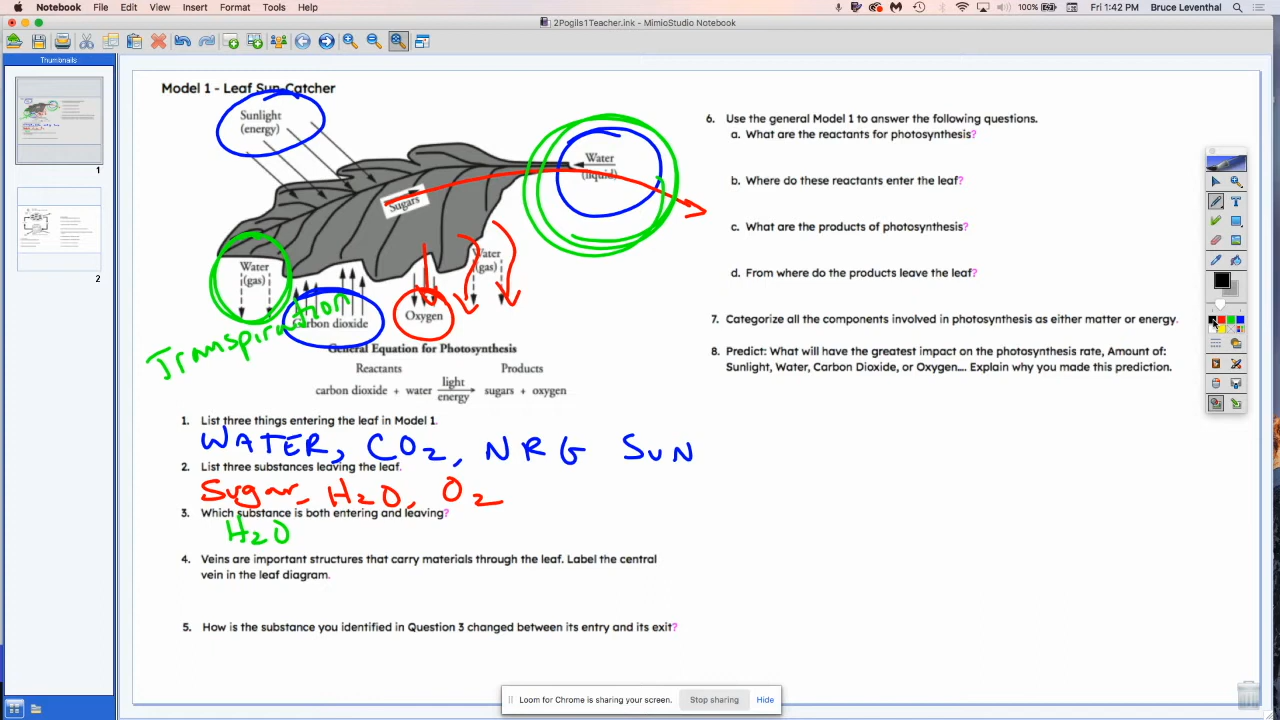 Notebook File Edit View Insert Format Tools Help 100% Fri 1:42 PM Bruce Leventhal
2Pogils1Teacher.ink - MimioStudio Notebook
Thumbnails
1
2
Model 1 - Leaf Sun-Catcher
Sunlight
(energy)
Water
(liquid)
Sugars
Water
(gas)
Water
(gas)
Transpiration
Carbon dioxide
Oxygen
General Equation for Photosynthesis
Reactants Products
carbon dioxide + water light energy sugars + oxygen
1. List three things entering the leaf in Model 1.
WATER, CO2, NRG SUN
2. List three substances leaving the leaf.
Sugar, H2O, O2
3. Which substance is both entering and leaving?
H2O
4. Veins are important structures that carry materials through the leaf. Label the central
vein in the leaf diagram.
5. How is the substance you identified in Question 3 changed between its entry and its exit?
6. Use the general Model 1 to answer the following questions.
a. What are the reactants for photosynthesis?
b. Where do these reactants enter the leaf?
c. What are the products of photosynthesis?
d. From where do the products leave the leaf?
7. Categorize all the components involved in photosynthesis as either matter or energy.
8. Predict: What will have the greatest impact on the photosynthesis rate, Amount of:
Sunlight, Water, Carbon Dioxide, or Oxygen.... Explain why you made this prediction.
T
Loom for Chrome is sharing your screen. Stop sharing Hide